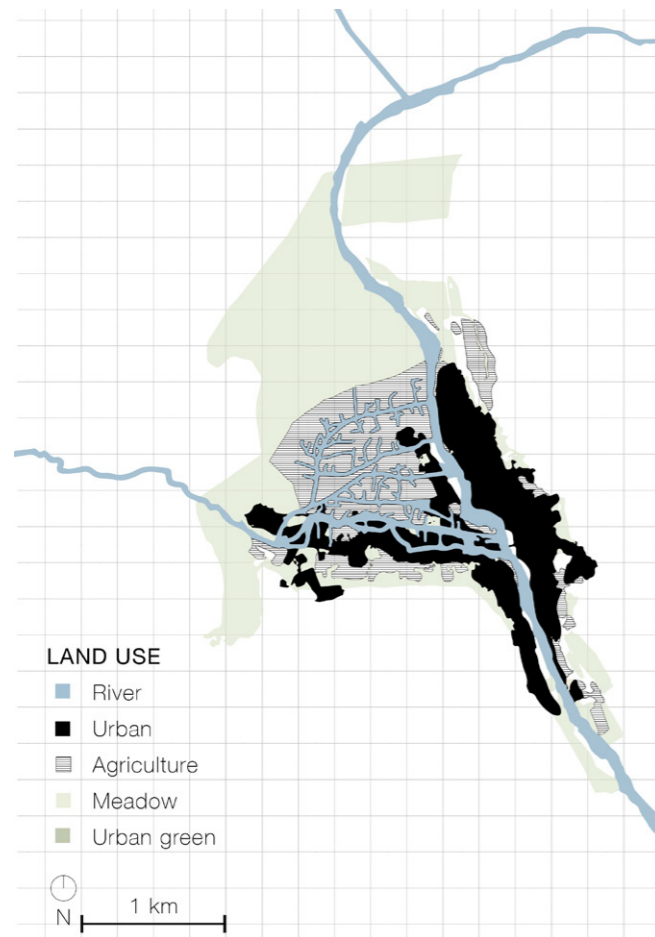 LAND USE
River
Urban
Agriculture
Meadow
Urban green
N
1 km